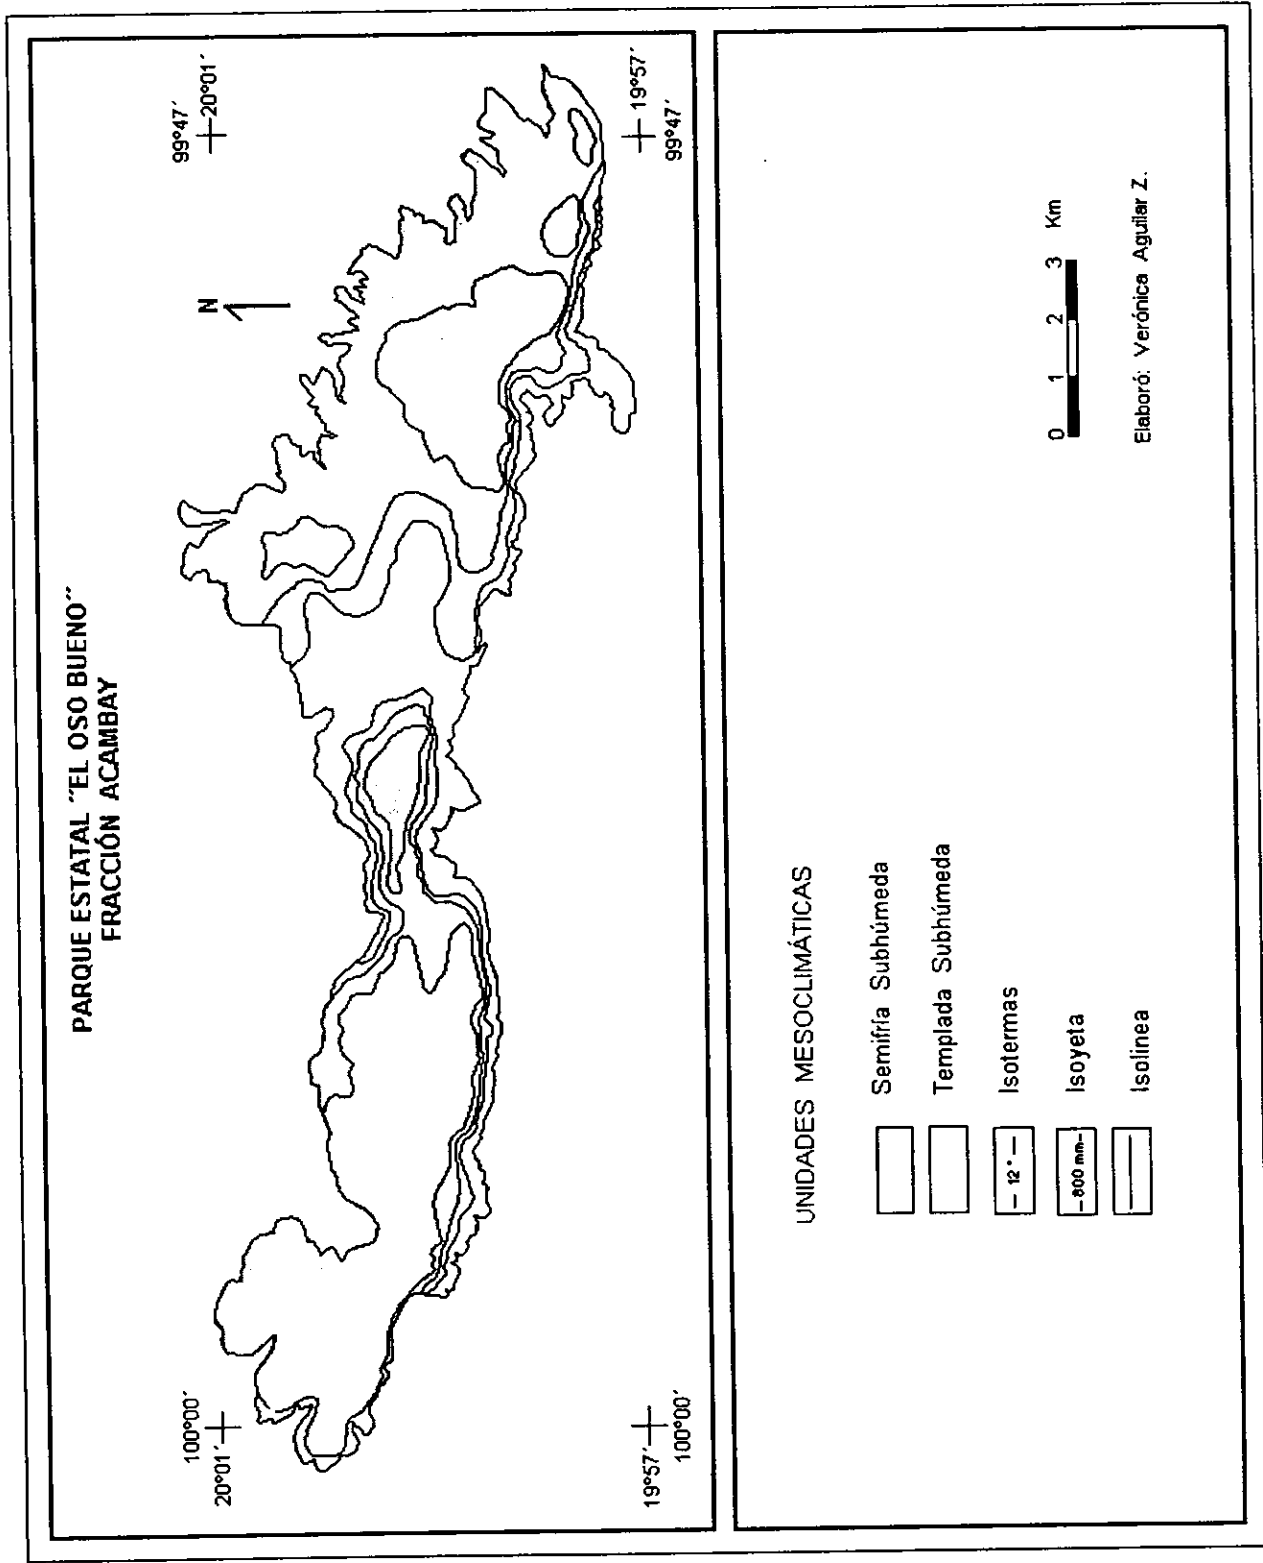 PARQUE ESTATAL "EL OSO BUENO"
FRACCIÓN ACAMBAY
100°00´
20°01´
99°47´
20°01´
N
19°57´
100°00´
19°57´
99°47´
UNIDADES MESOCLIMÁTICAS
Semifría Subhúmeda
Templada Subhúmeda
12° Isotermas
800 mm Isoyeta
Isolinea
0 1 2 3 Km
Elaboró: Verónica Aguilar Z.